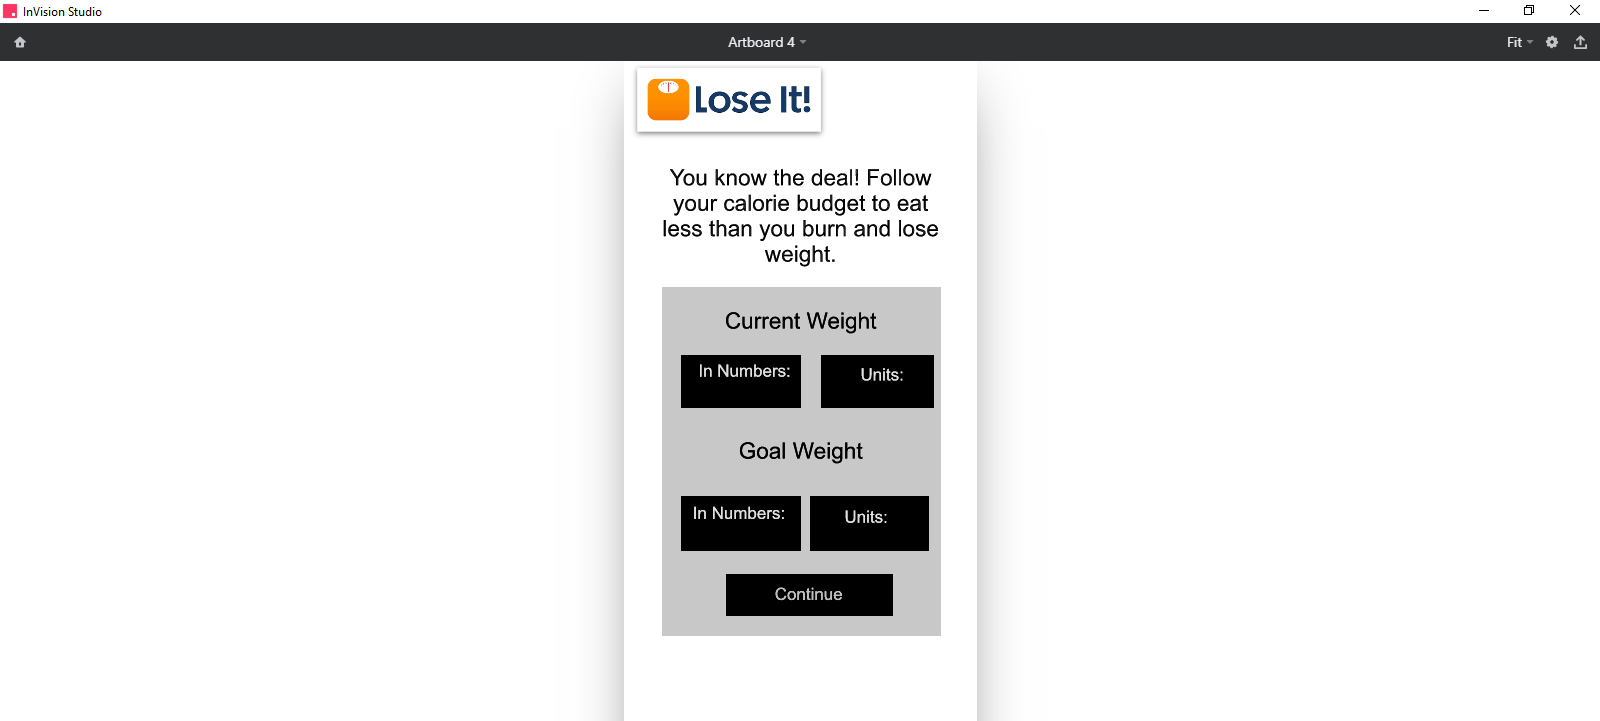 InVision Studio
Artboard 4
Fit
Lose It!
You know the deal! Follow
your calorie budget to eat
less than you burn and lose
weight.
Current Weight
In Numbers:
Units:
Goal Weight
In Numbers:
Units:
Continue